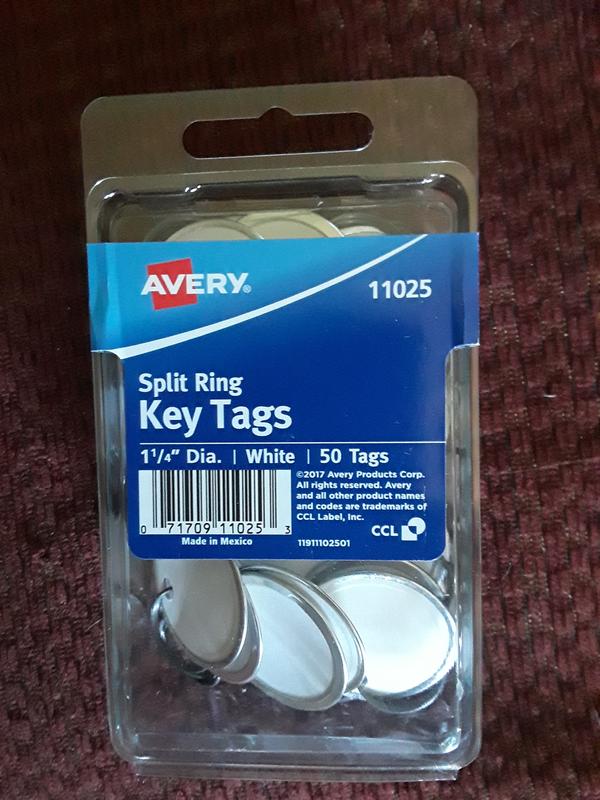 AVERY®
11025
Split Ring
Key Tags
1 1/4" Dia. | White | 50 Tags
©2017 Avery Products Corp.
All rights reserved. Avery
and all other product names
and codes are trademarks of
CCL Label, Inc.
CCL
0 71709 11025 3
Made in Mexico
11911102501